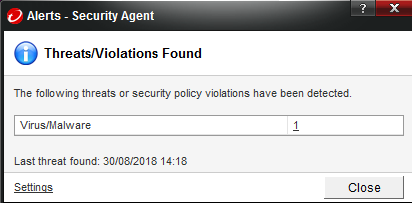 Alerts - Security Agent
?
Threats/Violations Found
The following threats or security policy violations have been detected.
Virus/Malware 1
Last threat found: 30/08/2018 14:18
Settings Close